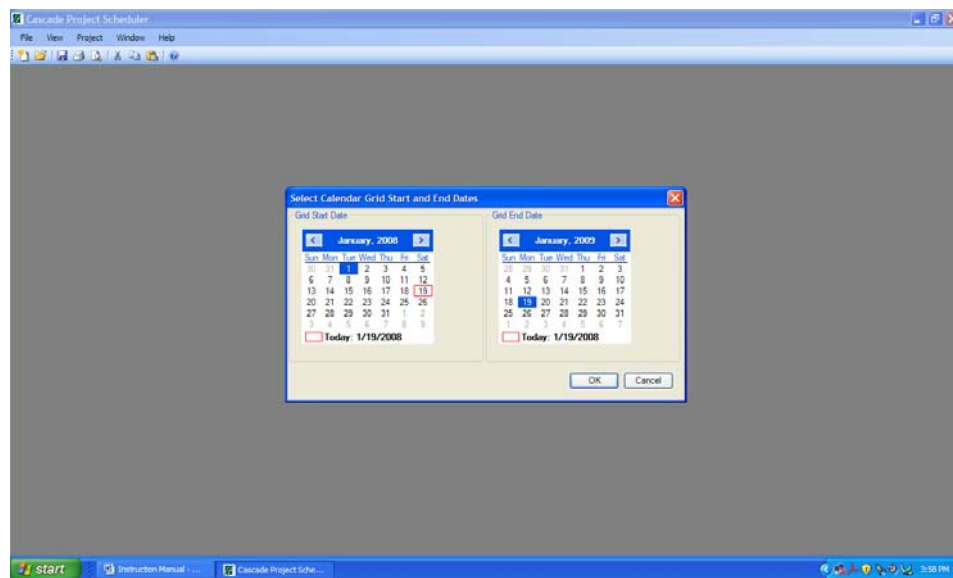 Cascade Project Scheduler
File View Project Window Help
Select Calendar Grid Start and End Dates
Grid Start Date
January, 2008
Sun Mon Tue Wed Thu Fri Sat
30 31 1 2 3 4 5
6 7 8 9 10 11 12
13 14 15 16 17 18 19
20 21 22 23 24 25 26
27 28 29 30 31 1 2
3 4 5 6 7 8 9
Today: 1/19/2008
Grid End Date
January, 2009
Sun Mon Tue Wed Thu Fri Sat
28 29 30 31 1 2 3
4 5 6 7 8 9 10
11 12 13 14 15 16 17
18 19 20 21 22 23 24
25 26 27 28 29 30 31
1 2 3 4 5 6 7
Today: 1/19/2008
OK Cancel
start Instruction Manual - ... Cascade Project Sche... 3:58 PM